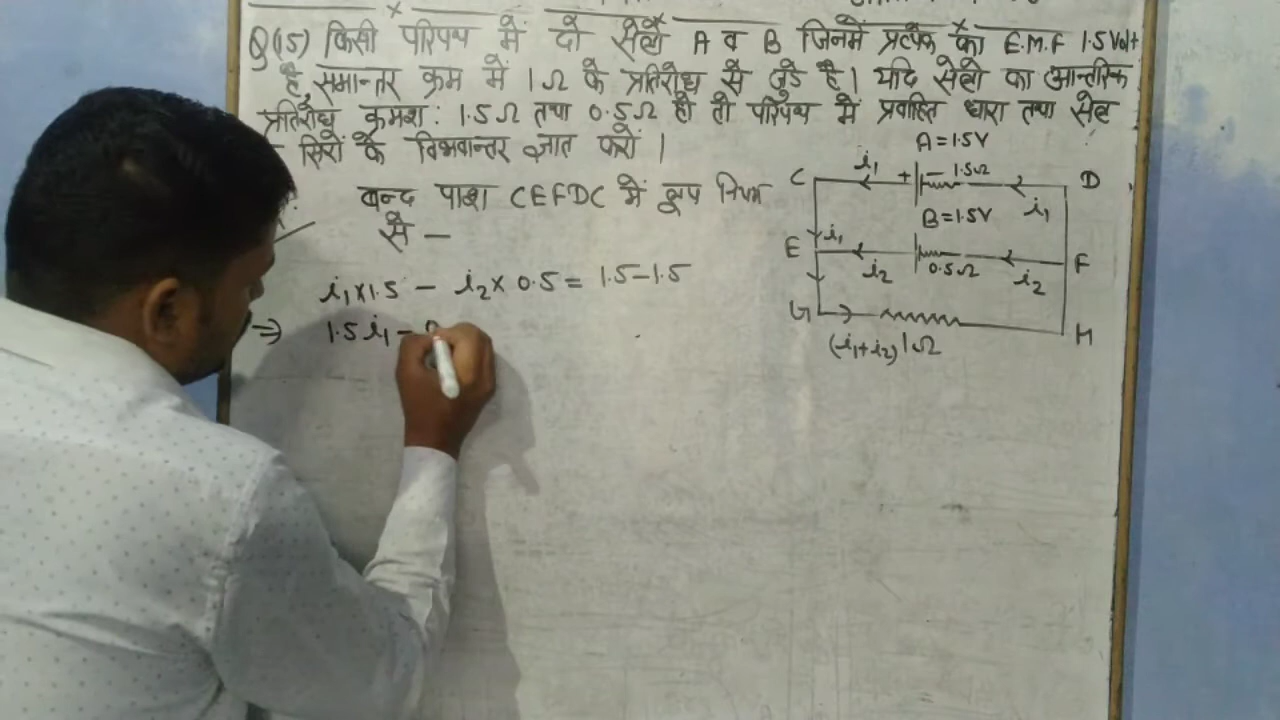 Q(15) किसी परिपथ में दो सेलो A व B जिनमें प्रत्येक का E.M.F 1.5 Volt
है, समान्तर क्रम में 1Ω के प्रतिरोध से जुडे है। यदि सेलो का आन्तरिक
प्रतिरोध क्रमश: 1.5Ω तथा 0.5Ω हो तो परिपथ मे प्रवाहित धारा तथा सेल
सिरों के विभवान्तर ज्ञात करो।
बन्द पाश CEFDC में लूप नियम
से —
i₁×1.5 - i₂×0.5 = 1.5-1.5
⇒ 1.5i₁ -
A=1.5V
C i₁ + - 1.5Ω D
i₁
B=1.5V
E i₁ i₂ 0.5Ω i₂ F
G H
(i₁+i₂) 1Ω